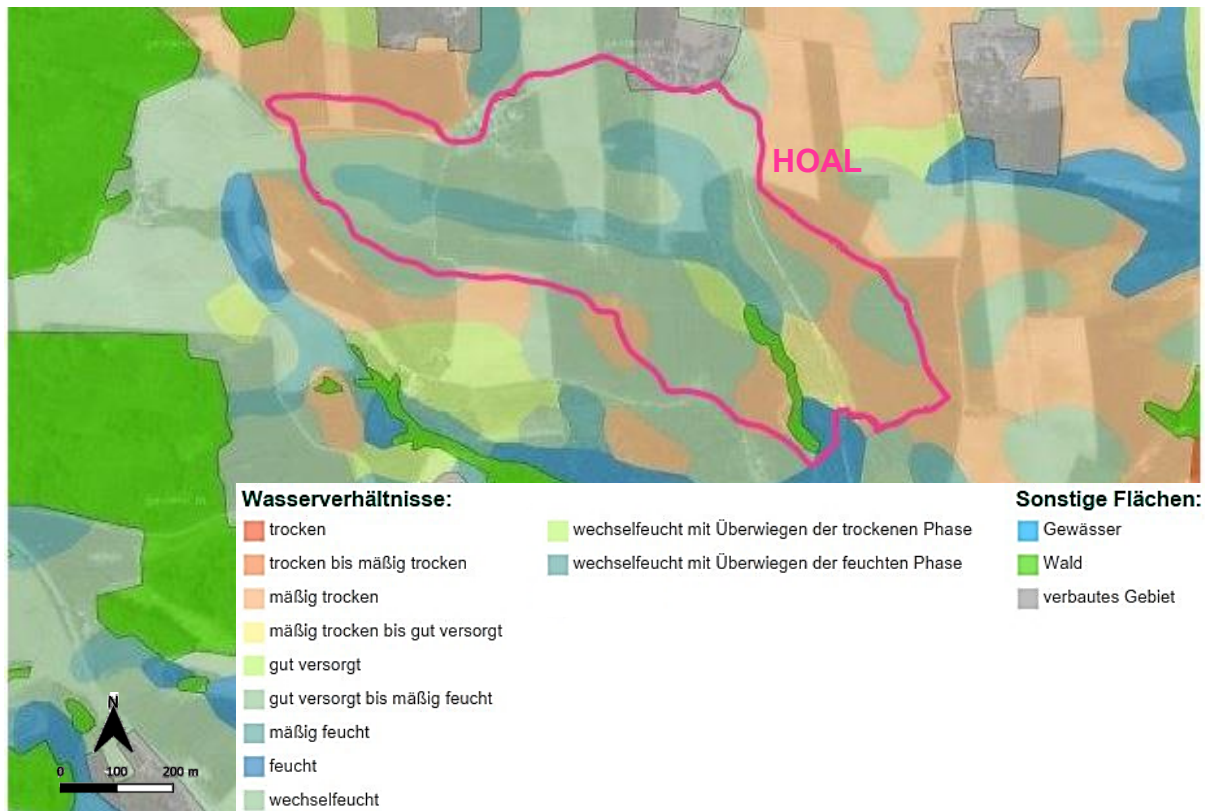 HOAL
Wasserverhältnisse:
trocken
trocken bis mäßig trocken
mäßig trocken
mäßig trocken bis gut versorgt
gut versorgt
gut versorgt bis mäßig feucht
mäßig feucht
feucht
wechselfeucht
wechselfeucht mit Überwiegen der trockenen Phase
wechselfeucht mit Überwiegen der feuchten Phase
Sonstige Flächen:
Gewässer
Wald
verbautes Gebiet
N
0 100 200 m